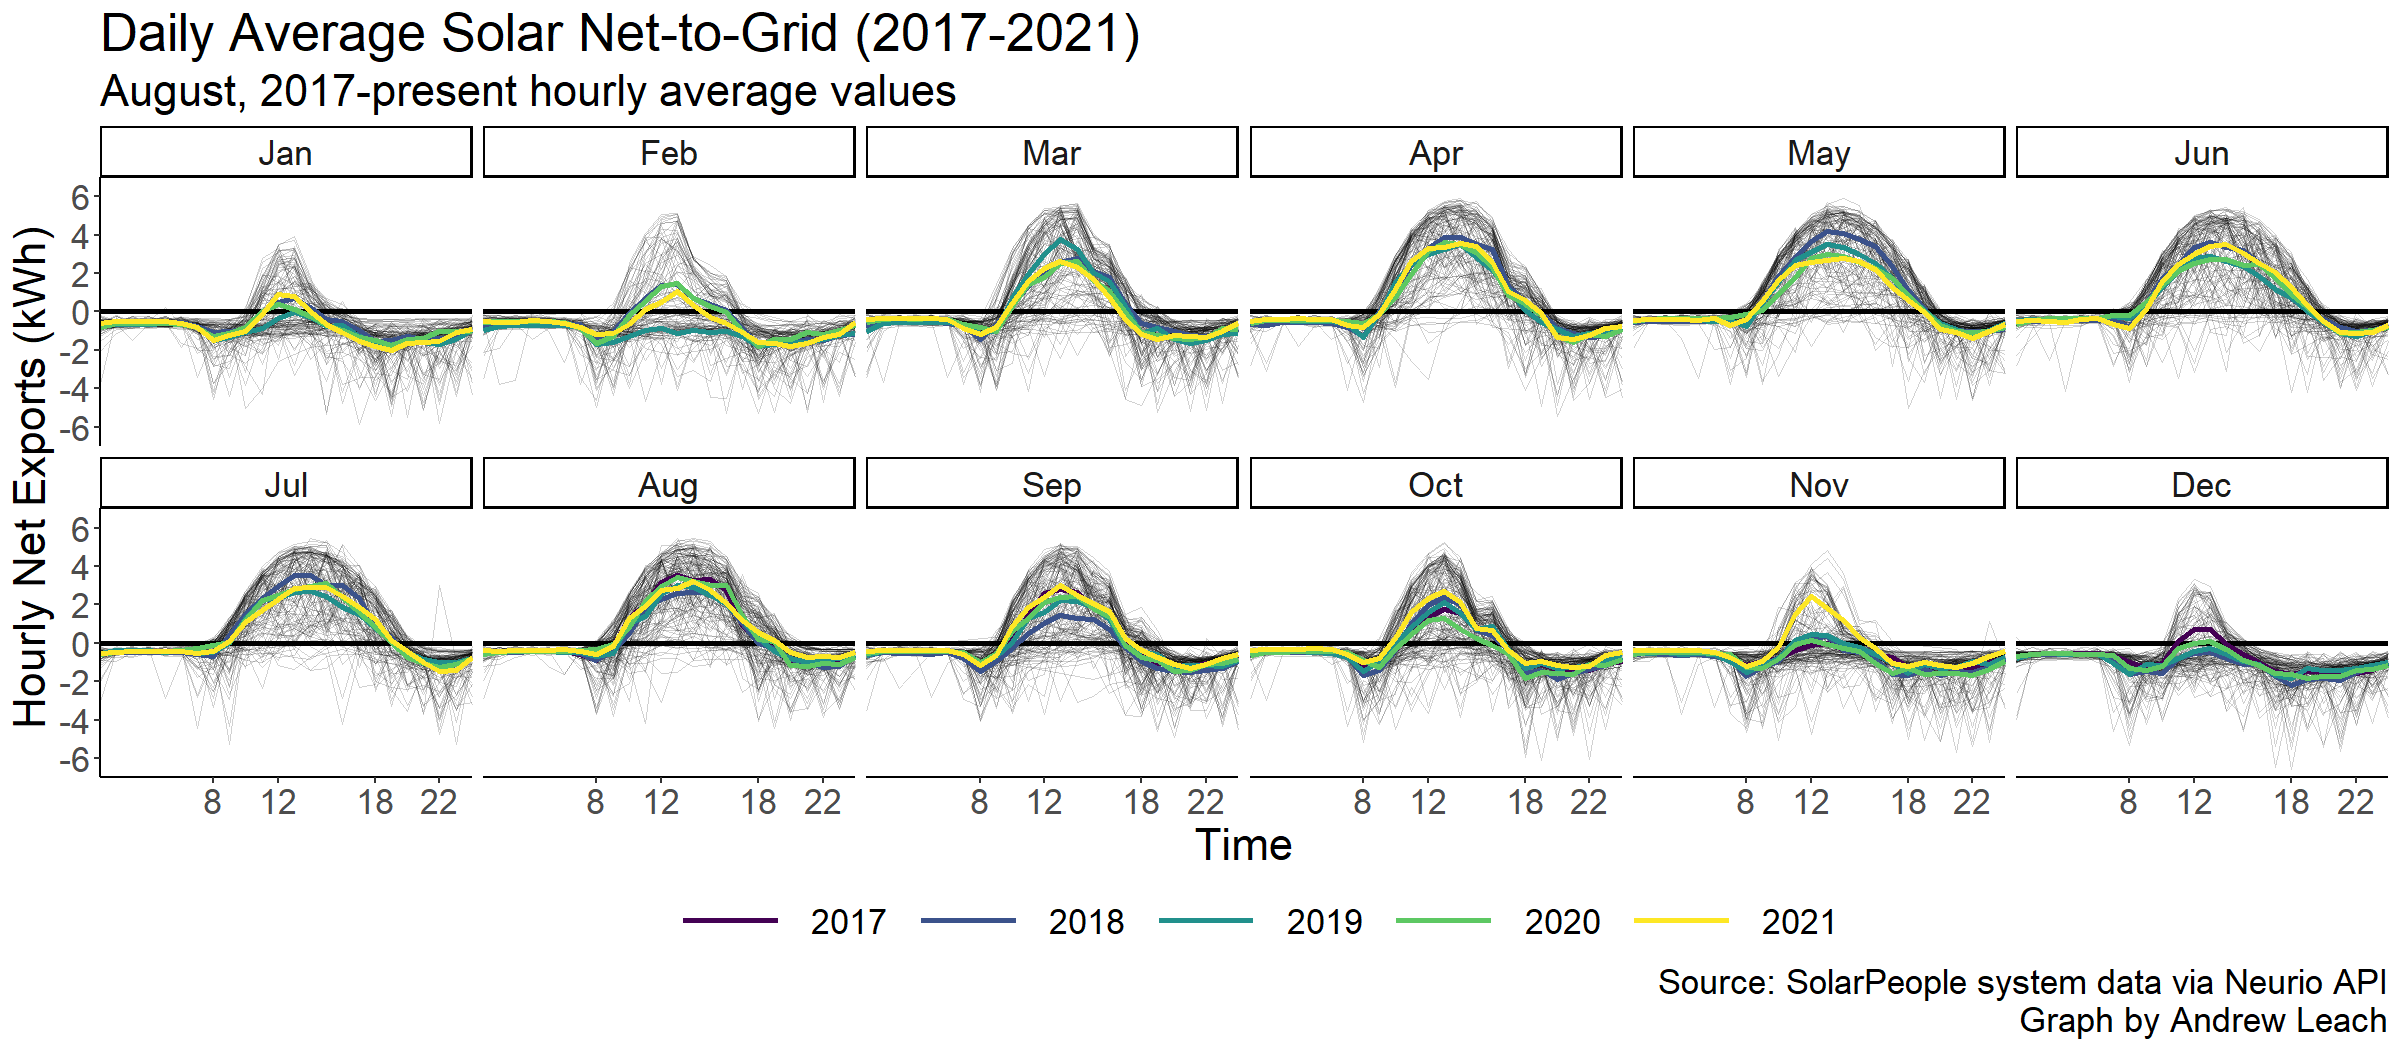 Daily Average Solar Net-to-Grid (2017-2021)
August, 2017-present hourly average values
Jan Feb Mar Apr May Jun
6
4
2
0
-2
-4
-6
Hourly Net Exports (kWh)
Jul Aug Sep Oct Nov Dec
6
4
2
0
-2
-4
-6
8 12 18 22 8 12 18 22 8 12 18 22 8 12 18 22 8 12 18 22 8 12 18 22
Time
2017 2018 2019 2020 2021
Source: SolarPeople system data via Neurio API
Graph by Andrew Leach